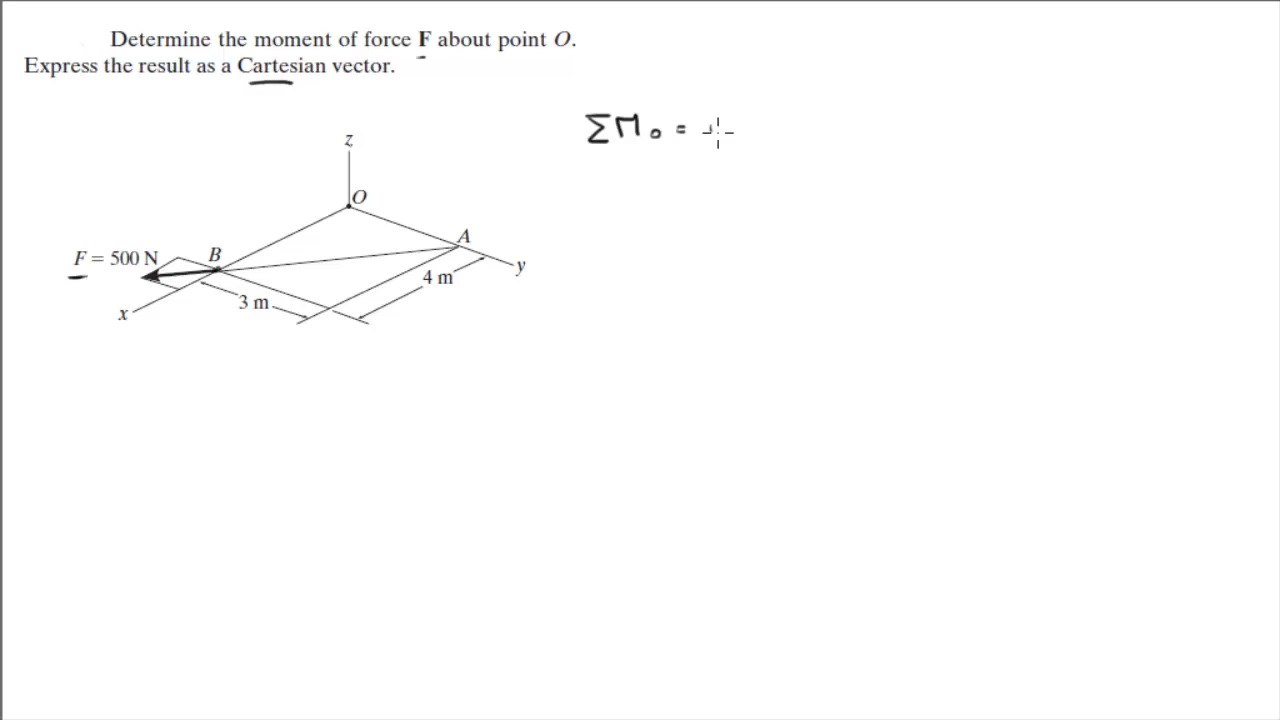 Determine the moment of force F about point O.
Express the result as a Cartesian vector.
ΣMo =
z
O
A
F = 500 N
B
y
4 m
3 m
x